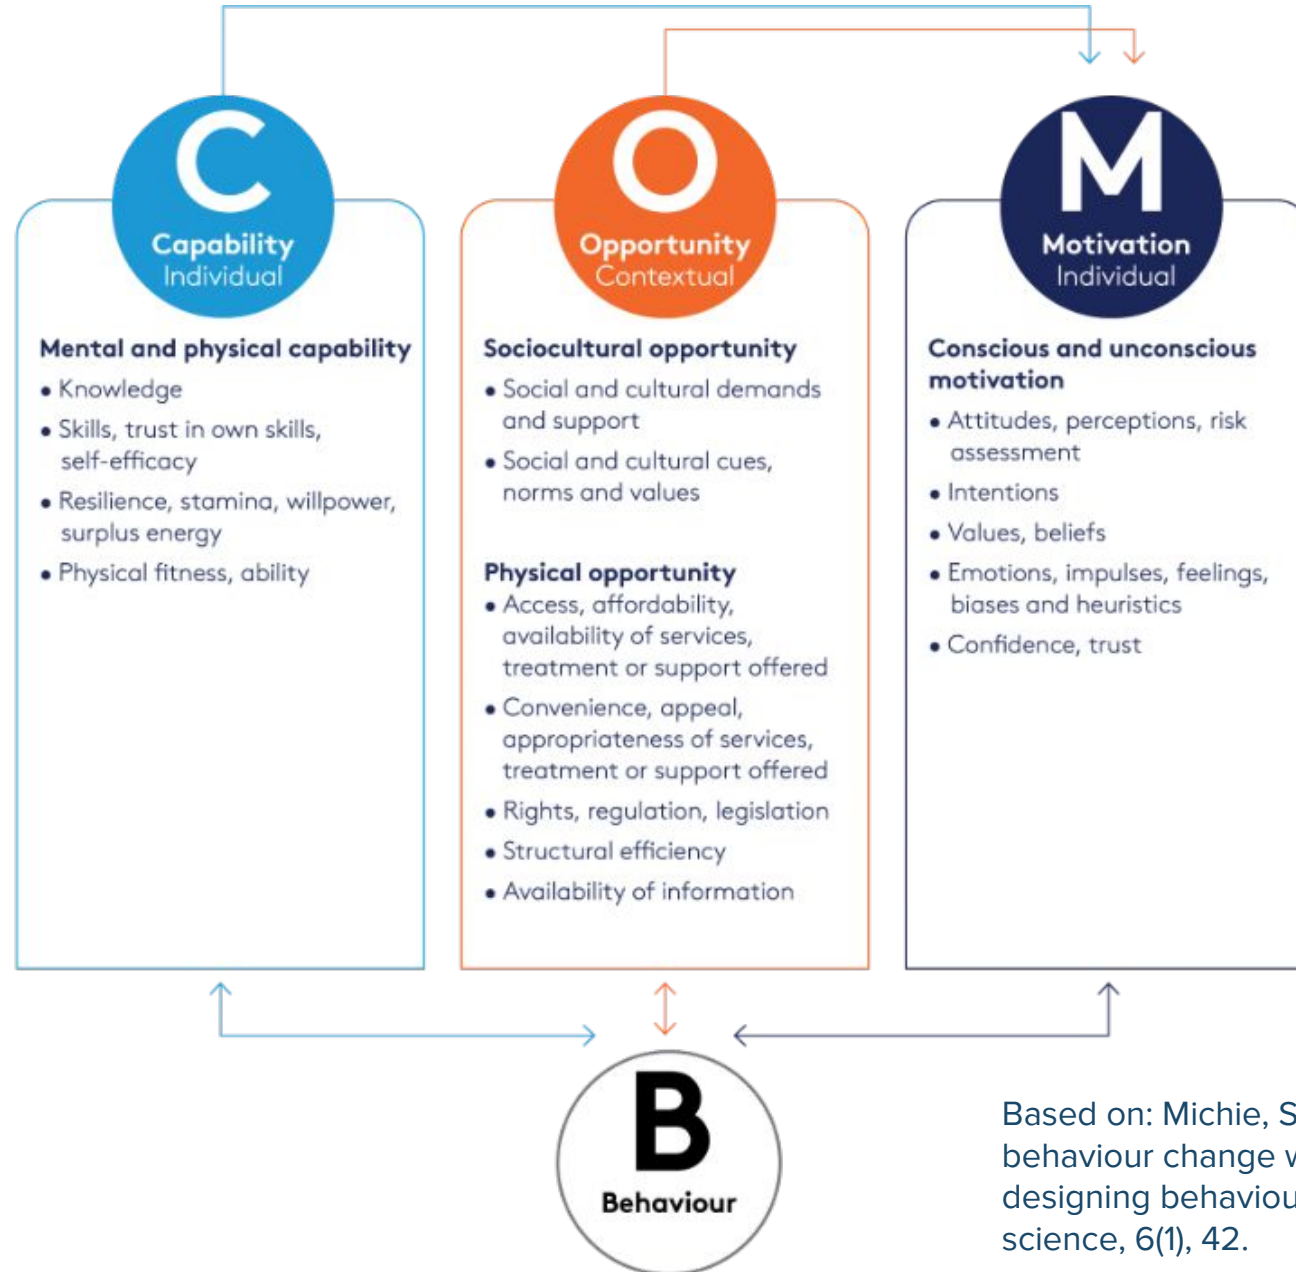 C
Capability
Individual
Mental and physical capability
• Knowledge
• Skills, trust in own skills,
self-efficacy
• Resilience, stamina, willpower,
surplus energy
• Physical fitness, ability
O
Opportunity
Contextual
Sociocultural opportunity
• Social and cultural demands
and support
• Social and cultural cues,
norms and values
Physical opportunity
• Access, affordability,
availability of services,
treatment or support offered
• Convenience, appeal,
appropriateness of services,
treatment or support offered
• Rights, regulation, legislation
• Structural efficiency
• Availability of information
M
Motivation
Individual
Conscious and unconscious
motivation
• Attitudes, perceptions, risk
assessment
• Intentions
• Values, beliefs
• Emotions, impulses, feelings,
biases and heuristics
• Confidence, trust
B
Behaviour
Based on: Michie, S
behaviour change
designing behaviou
science, 6(1), 42.